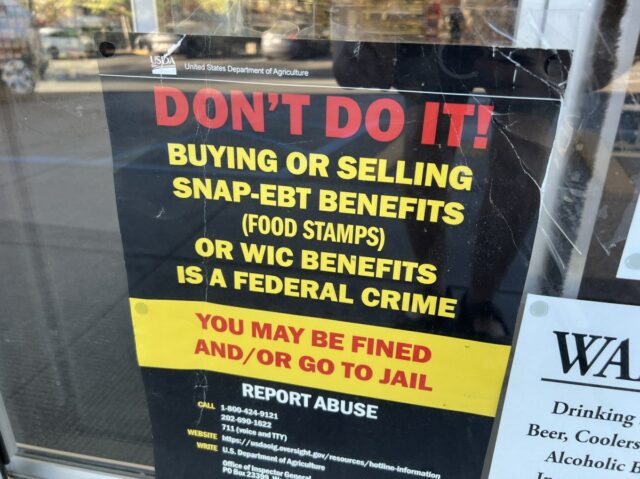 USDA
United States Department of Agriculture
DON'T DO IT!
BUYING OR SELLING
SNAP-EBT BENEFITS
(FOOD STAMPS)
OR WIC BENEFITS
IS A FEDERAL CRIME
YOU MAY BE FINED
AND/OR GO TO JAIL
REPORT ABUSE
CALL 1-800-424-9121
202-690-1622
711 (voice and TTY)
WEBSITE https://usdaoig.oversight.gov/resources/hotline-information
WRITE U.S. Department of Agriculture
Office of Inspector General
PO Box 23399, W
WA
Drinking
Beer, Coolers
Alcoholic B